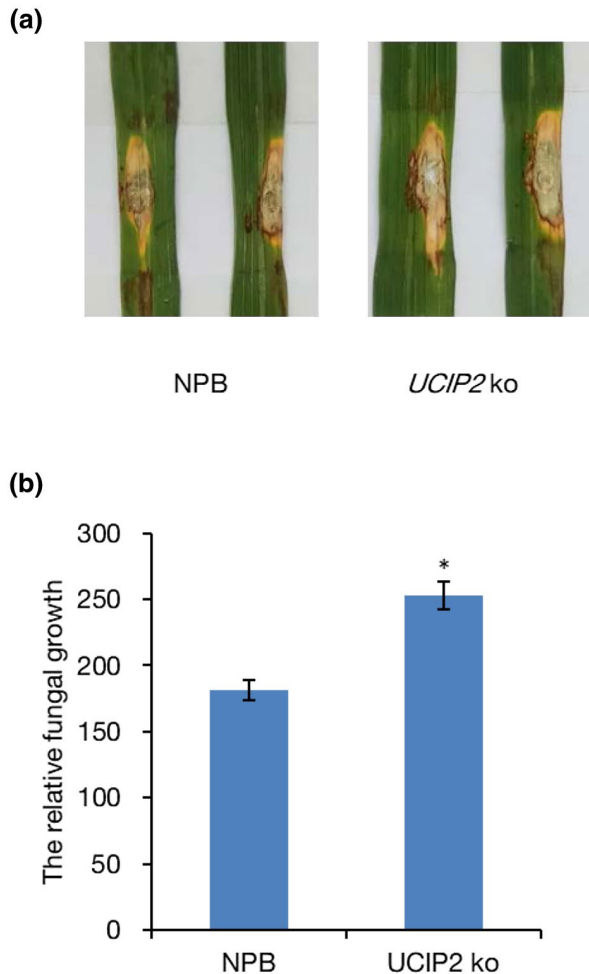 (a)
NPB
UCIP2 ko
(b)
The relative fungal growth
300
250
200
150
100
50
0
*
NPB
UCIP2 ko